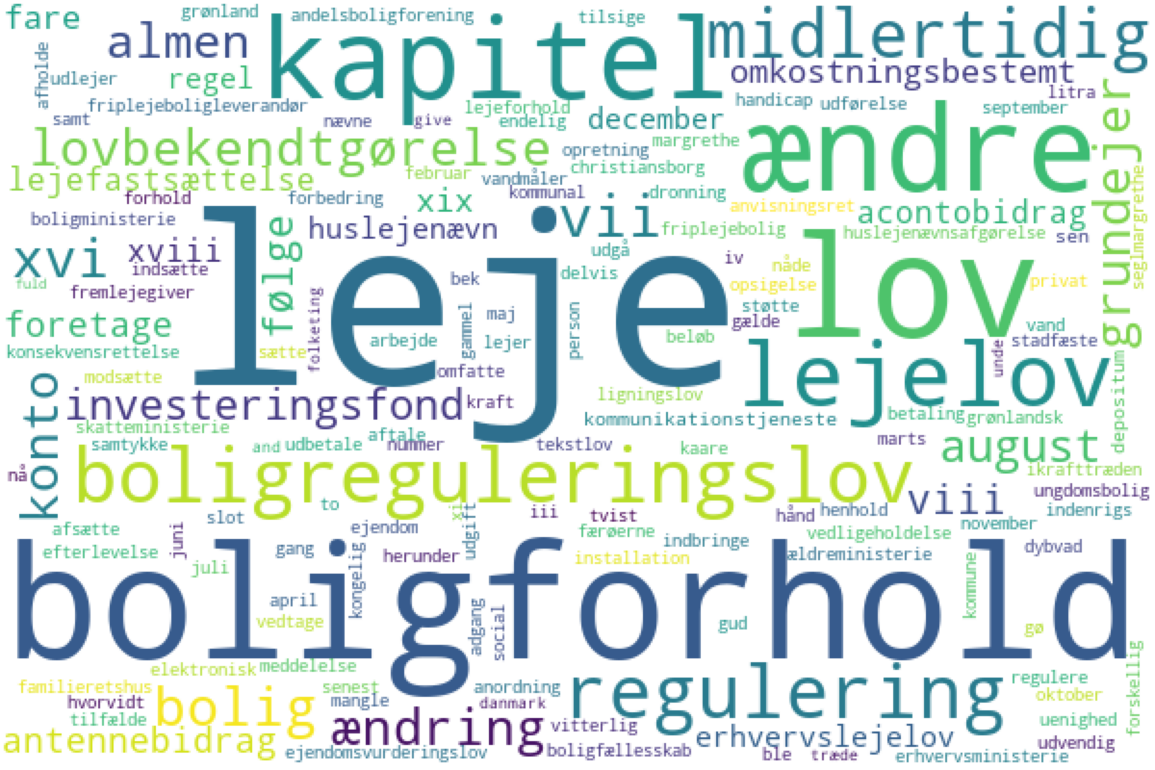 fare
grønland
andelsboligforening
tilsige
kapitel
midlertidig
afholde
almen
udlejer
regel
omkostningsbestemt
litra
friplejeboligleverandør
lejeforhold
handicap
udførelse
september
samt
nævne
give
endelig
december
margrethe
ændre
grundejer
lovbekendtgørelse
opretning
christiansborg
lejefastsættelse
februar
vandmåler
kommunal
dronning
seglmargrethe
forhold
forbedring
xix
anvisningsret
acontobidrag
boligministerie
følge
huslejenævn
vii
friplejebolig
huslejenævnsafgørelse
sen
xvi
xviii
leje
udgå
iv
lov
indsætte
bek
delvis
nåde
fuld
fremlejegiver
opsigelse
privat
støtte
foretage
folketing
gammel
maj
person
gælde
vand
konsekvensrettelse
sætte
arbejde
lejer
beløb
stadfæste
unde
modsætte
omfatte
lejelov
depositum
konto
investeringsfond
kraft
ligningslov
skatteministerie
aftale
kommunikationstjeneste
betaling
grønlandsk
samtykke
and
udbetale
nummer
tekstlov
kaare
marts
august
nå
boligreguleringslov
ikrafttræden
viii
ungdomsbolig
to
xi
slot
iii
tvist
hånd
henhold
indenrigs
afsætte
juni
ejendom
udgift
færøerne
november
vedligeholdelse
efterlevelse
gang
kongelig
herunder
indbringe
installation
ældreministerie
dybvad
boligforhold
juli
kommune
april
adgang
social
vedtage
gud
gø
elektronisk
meddelelse
regulering
forskellig
familieretshus
bolig
senest
anordning
regulere
hvorvidt
mangle
danmark
oktober
tilfælde
ændring
vitterlig
uenighed
antennebidrag
erhvervslejelov
udvendig
ejendomsvurderingslov
boligfællesskab
ble
træde
erhvervsministerie